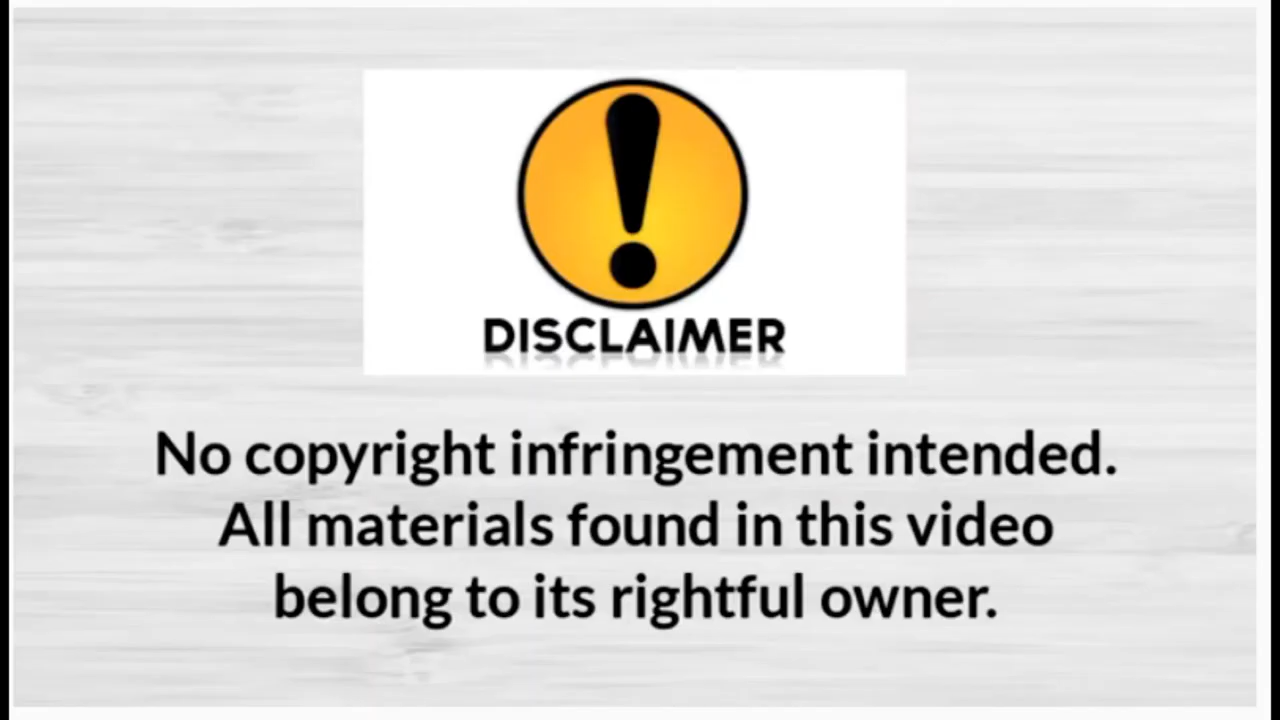 DISCLAIMER
No copyright infringement intended.
All materials found in this video
belong to its rightful owner.